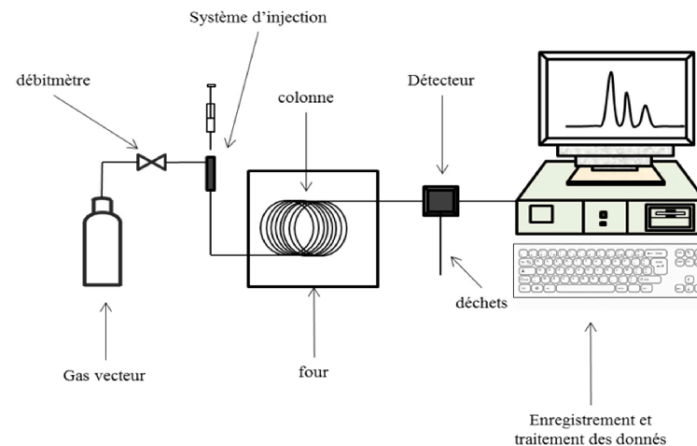 Système d'injection
débitmètre
colonne
Détecteur
déchets
Gas vecteur
four
Enregistrement et
traitement des donnés